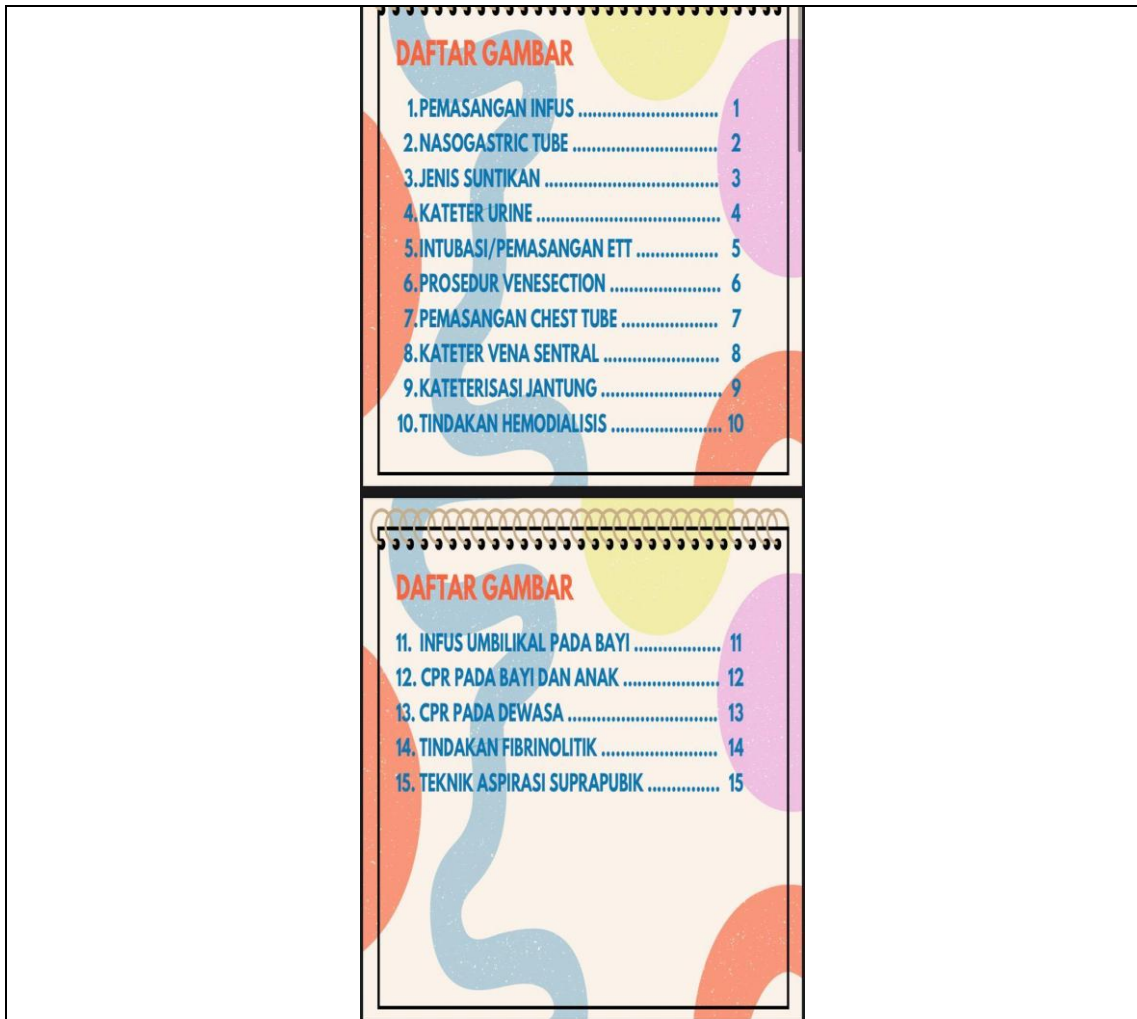 DAFTAR GAMBAR
1. PEMASANGAN INFUS ............................. 1
2. NASOGASTRIC TUBE .............................. 2
3. JENIS SUNTIKAN .................................... 3
4. KATETER URINE ...................................... 4
5. INTUBASI/PEMASANGAN ETT ................. 5
6. PROSEDUR VENESECTION ....................... 6
7. PEMASANGAN CHEST TUBE .................... 7
8. KATETER VENA SENTRAL ........................ 8
9. KATETERISASI JANTUNG ......................... 9
10. TINDAKAN HEMODIALISIS ....................... 10
DAFTAR GAMBAR
11. INFUS UMBILIKAL PADA BAYI .................. 11
12. CPR PADA BAYI DAN ANAK .................... 12
13. CPR PADA DEWASA ............................... 13
14. TINDAKAN FIBRINOLITIK ........................ 14
15. TEKNIK ASPIRASI SUPRAPUBIK ............... 15